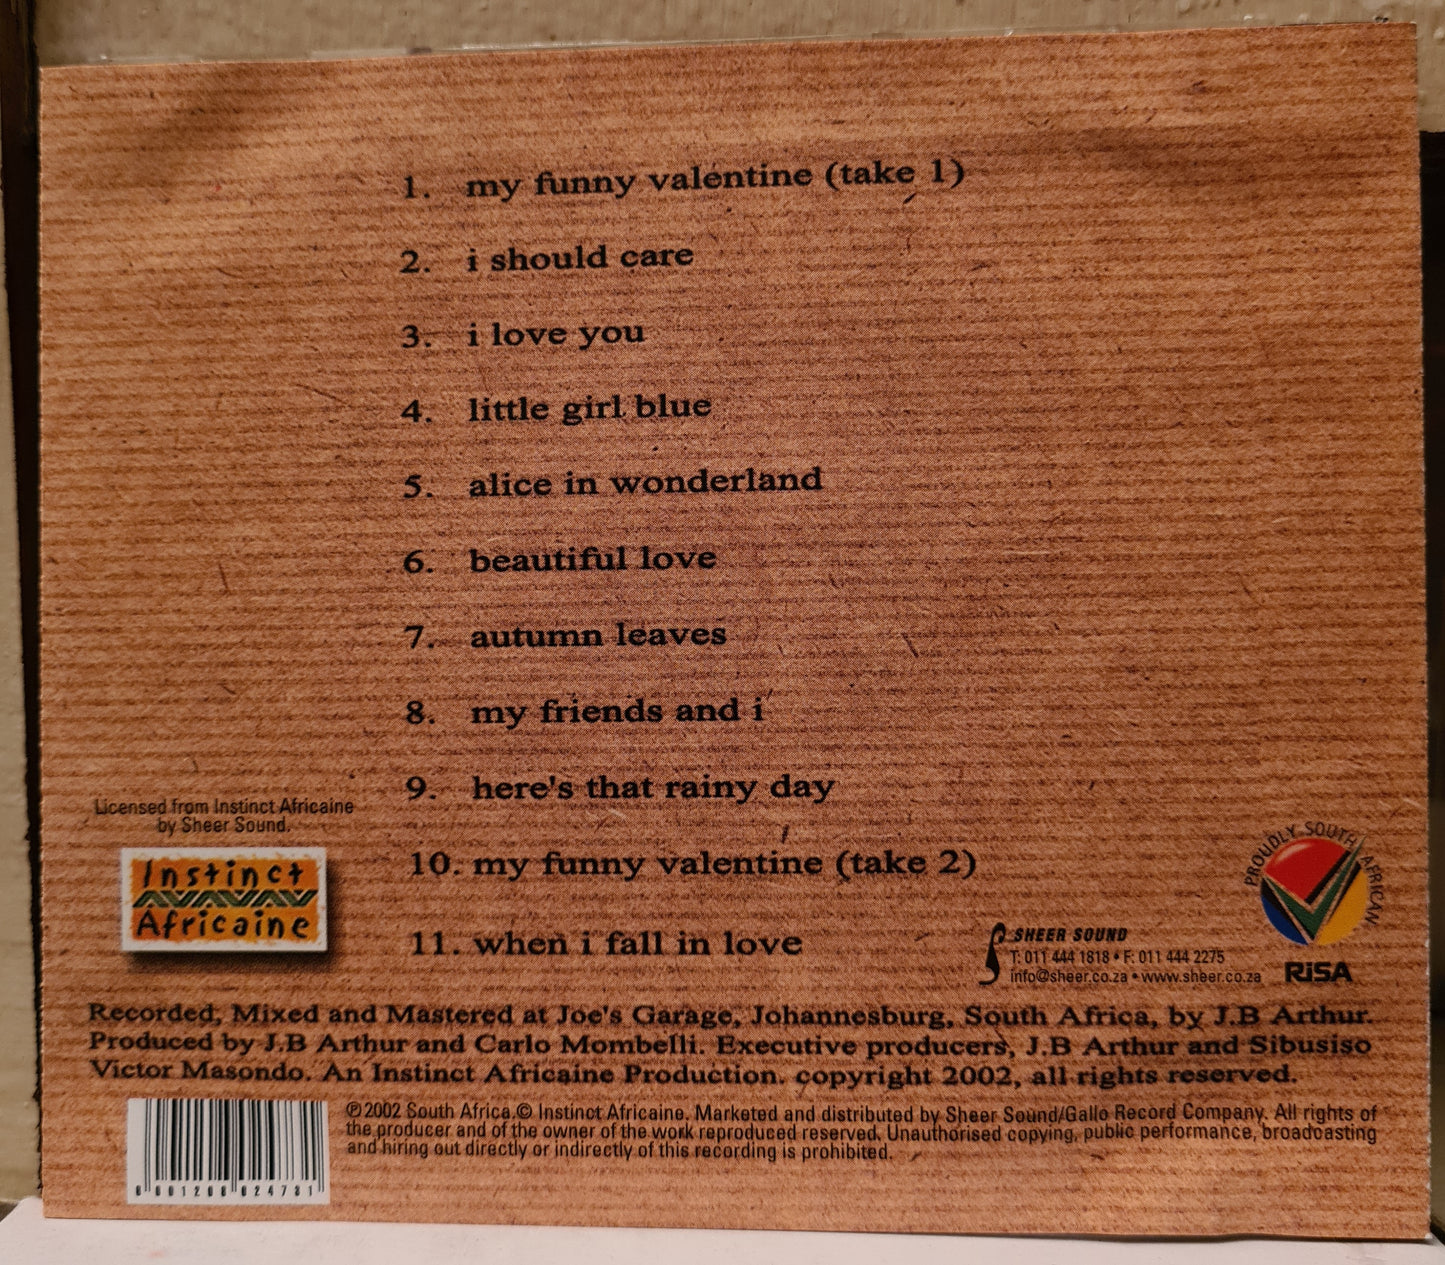 1. my funny valentine (take 1)
2. i should care
3. i love you
4. little girl blue
5. alice in wonderland
6. beautiful love
7. autumn leaves
8. my friends and i
9. here's that rainy day
10. my funny valentine (take 2)
11. when i fall in love
Licensed from Instinct Africaine
by Sheer Sound.
Instinct
Africaine
PROUDLY SOUTH AFRICAN
SHEER SOUND
T: 011 444 1818 • F: 011 444 2275
info@sheer.co.za • www.sheer.co.za
RiSA
Recorded, Mixed and Mastered at Joe's Garage, Johannesburg, South Africa, by J.B Arthur.
Produced by J.B Arthur and Carlo Mombelli. Executive producers, J.B Arthur and Sibusiso
Victor Masondo. An Instinct Africaine Production. copyright 2002, all rights reserved.
℗2002 South Africa.© Instinct Africaine. Marketed and distributed by Sheer Sound/Gallo Record Company. All rights of
the producer and of the owner of the work reproduced reserved. Unauthorised copying, public performance, broadcasting
and hiring out directly or indirectly of this recording is prohibited.